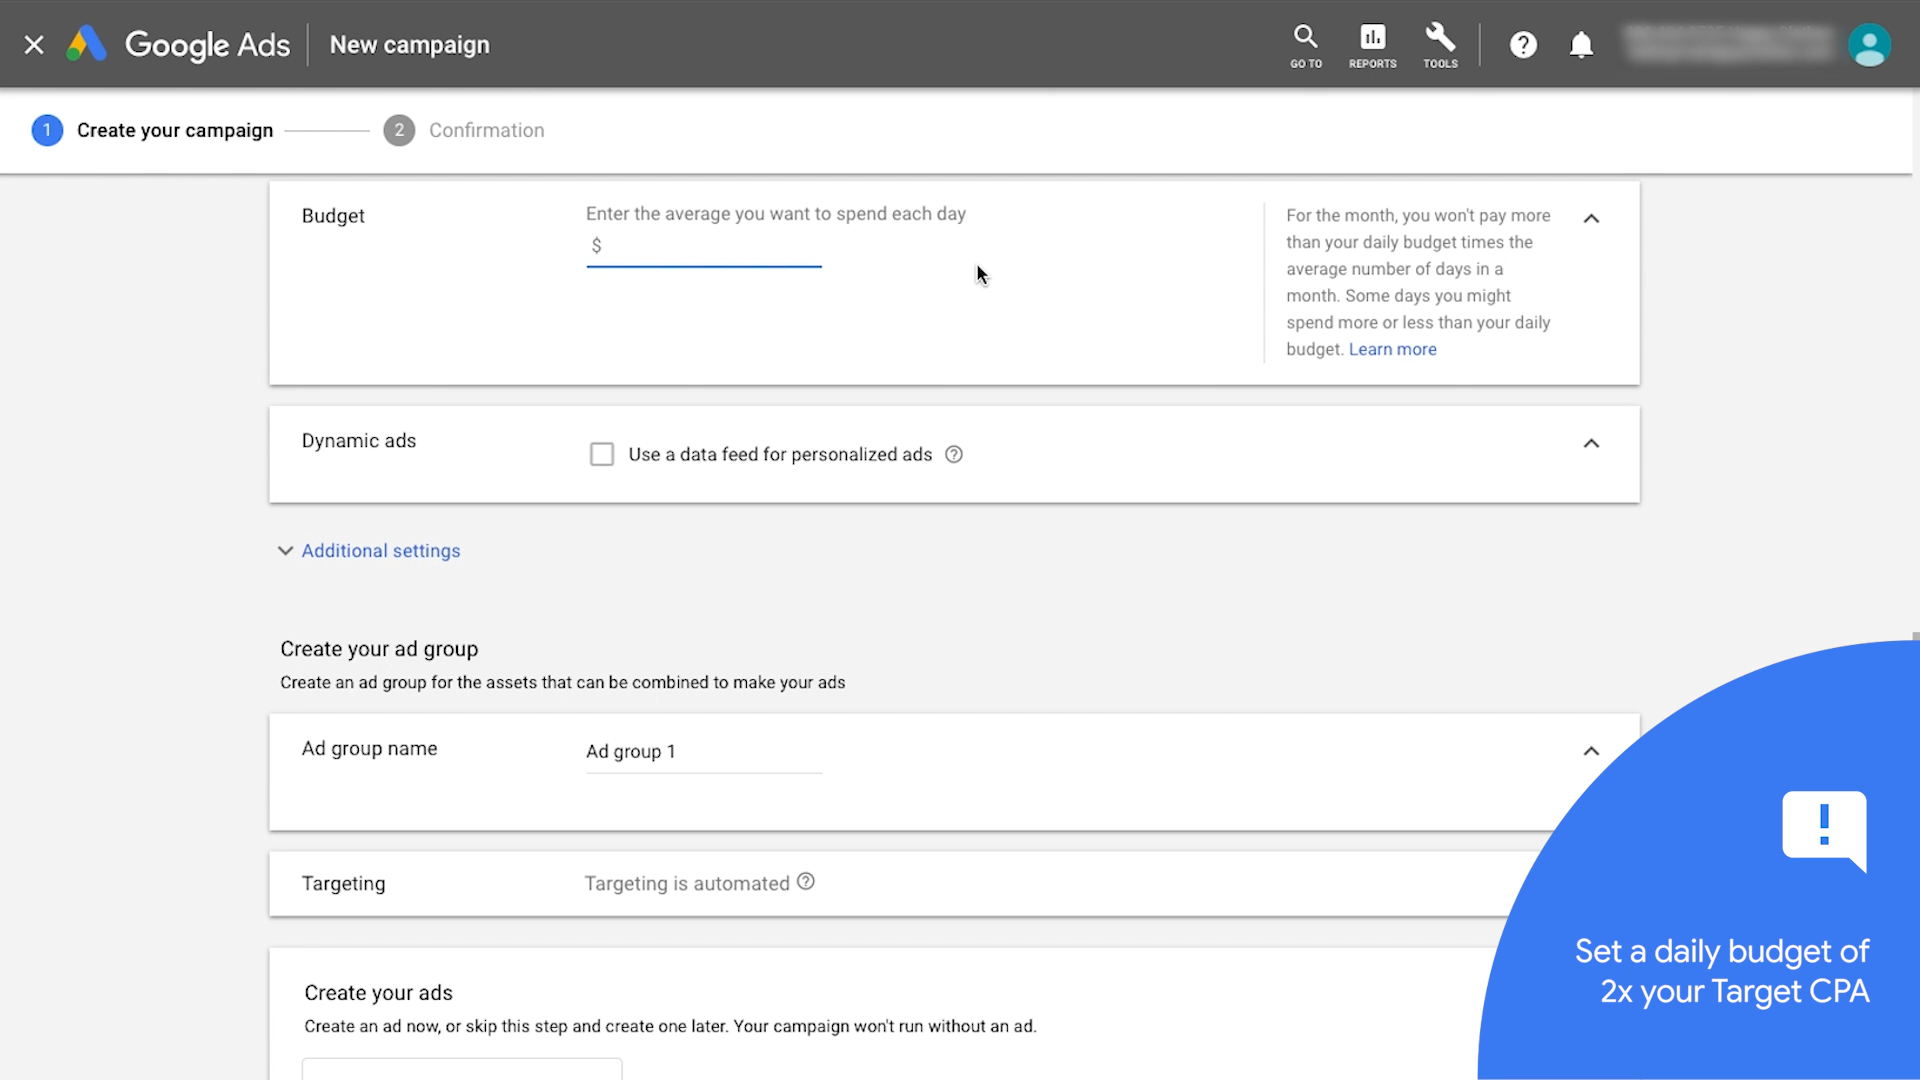 Google Ads
New campaign
GO TO
REPORTS
TOOLS
1 Create your campaign
2 Confirmation
Budget
Enter the average you want to spend each day
$
For the month, you won't pay more
than your daily budget times the
average number of days in a
month. Some days you might
spend more or less than your daily
budget. Learn more
Dynamic ads
Use a data feed for personalized ads
Additional settings
Create your ad group
Create an ad group for the assets that can be combined to make your ads
Ad group name
Ad group 1
Targeting
Targeting is automated
Create your ads
Create an ad now, or skip this step and create one later. Your campaign won't run without an ad.
Set a daily budget of
2x your Target CPA